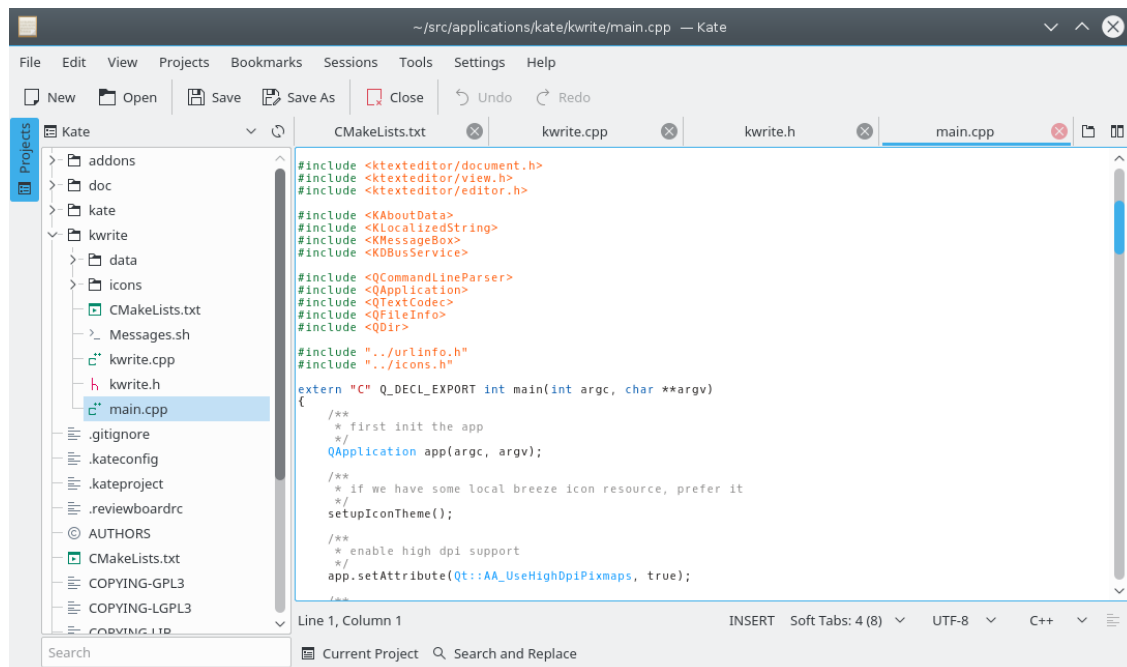 ~/src/applications/kate/kwrite/main.cpp — Kate
File Edit View Projects Bookmarks Sessions Tools Settings Help
New Open Save Save As Close Undo Redo
Projects
Kate
addons
doc
kate
kwrite
data
icons
CMakeLists.txt
Messages.sh
kwrite.cpp
kwrite.h
main.cpp
.gitignore
.kateconfig
.kateproject
.reviewboardrc
AUTHORS
CMakeLists.txt
COPYING-GPL3
COPYING-LGPL3
COPYING.LIB
Search
CMakeLists.txt kwrite.cpp kwrite.h main.cpp
#include <ktexteditor/document.h>
#include <ktexteditor/view.h>
#include <ktexteditor/editor.h>
#include <KAboutData>
#include <KLocalizedString>
#include <KMessageBox>
#include <KDBusService>
#include <QCommandLineParser>
#include <QApplication>
#include <QTextCodec>
#include <QFileInfo>
#include <QDir>
#include "../urlinfo.h"
#include "../icons.h"
extern "C" Q_DECL_EXPORT int main(int argc, char **argv)
{
/**
* first init the app
*/
QApplication app(argc, argv);
/**
* if we have some local breeze icon resource, prefer it
*/
setupIconTheme();
/**
* enable high dpi support
*/
app.setAttribute(Qt::AA_UseHighDpiPixmaps, true);
/**
Line 1, Column 1 INSERT Soft Tabs: 4 (8) UTF-8 C++
Current Project Search and Replace